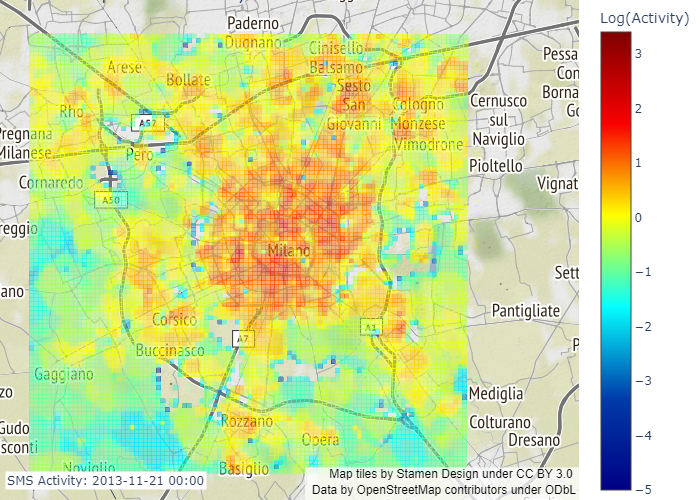 Paderno
Dugnano
Cinisello
Balsamo
Arese
Bollate
Sesto
San
Giovanni
Rho
A52
Cologno
Monzese
Vimodrone
Cernusco
sul
Naviglio
Pessa
Con
Borna
Go
Pregnana
Milanese
Pero
Pioltello
Cornaredo
A50
Vignat
reggio
Milano
Sett
ano
Pantigliate
Corsico
A1
A7
P
Buccinasco
Gaggiano
zo
Mediglia
Rozzano
Colturano
Gudo
sconti
Opera
Dresano
Noviglio
Basiglio
SMS Activity: 2013-11-21 00:00
Map tiles by Stamen Design under CC BY 3.0
Data by OpenStreetMap contributors under ODbL
Log(Activity)
3
2
1
0
−1
−2
−3
−4
−5